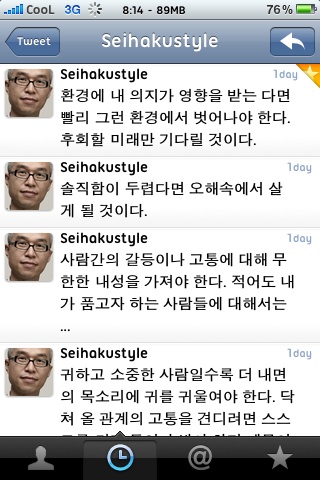 CooL 3G 8:14 - 89MB 76%
Tweet Seihakustyle
Seihakustyle 1day
환경에 내 의지가 영향을 받는 다면
빨리 그런 환경에서 벗어나야 한다.
후회할 미래만 기다릴 것이다.
Seihakustyle 1day
솔직함이 두렵다면 오해속에서 살
게 될 것이다.
Seihakustyle 1day
사람간의 갈등이나 고통에 대해 무
한한 내성을 가져야 한다. 적어도 내
가 품고자 하는 사람들에 대해서는
...
Seihakustyle 1day
귀하고 소중한 사람일수록 더 내면
의 목소리에 귀를 귀울여야 한다. 닥
쳐 올 관계의 고통을 견디려면 스스